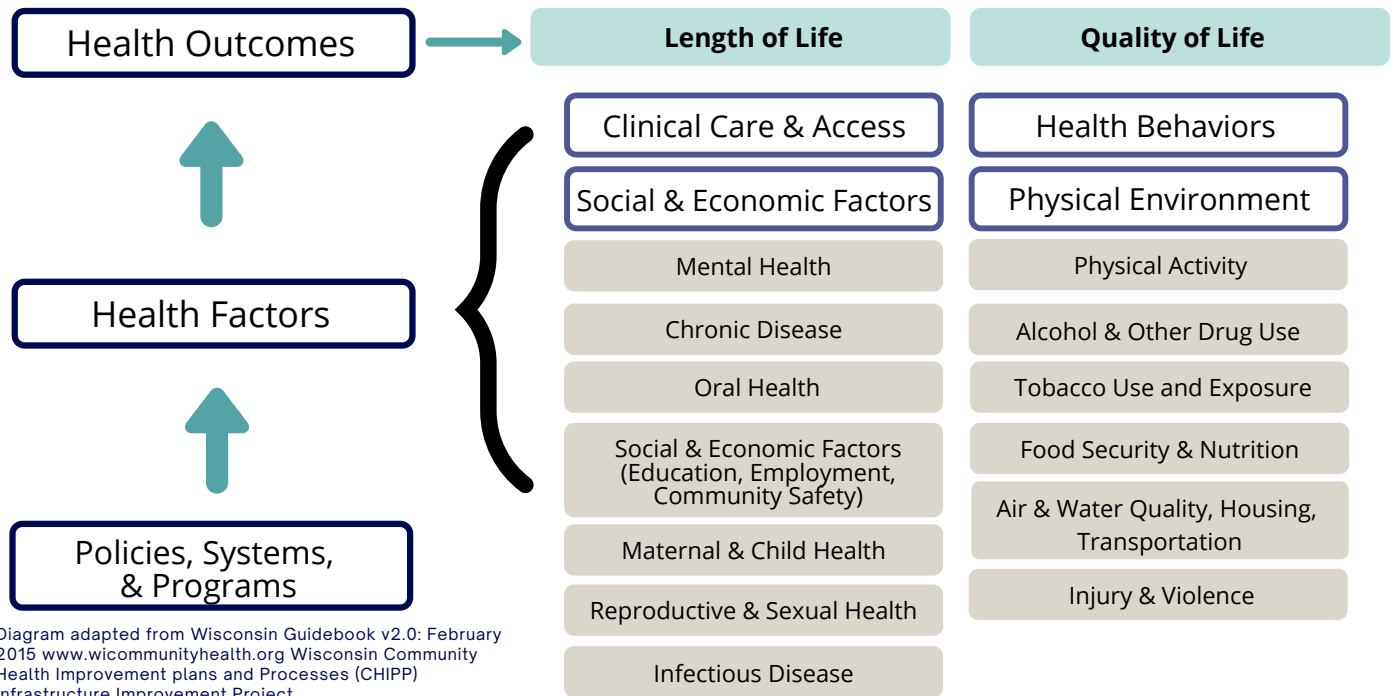 Health Outcomes
Length of Life
Quality of Life
Clinical Care & Access
Health Behaviors
Social & Economic Factors
Physical Environment
Health Factors
Policies, Systems,
& Programs
Mental Health
Chronic Disease
Oral Health
Social & Economic Factors
(Education, Employment,
Community Safety)
Maternal & Child Health
Reproductive & Sexual Health
Infectious Disease
Physical Activity
Alcohol & Other Drug Use
Tobacco Use and Exposure
Food Security & Nutrition
Air & Water Quality, Housing,
Transportation
Injury & Violence
Diagram adapted from Wisconsin Guidebook v2.0: February
2015 www.wicommunityhealth.org Wisconsin Community
Health Improvement plans and Processes (CHIPP)
Infrastructure Improvement Project